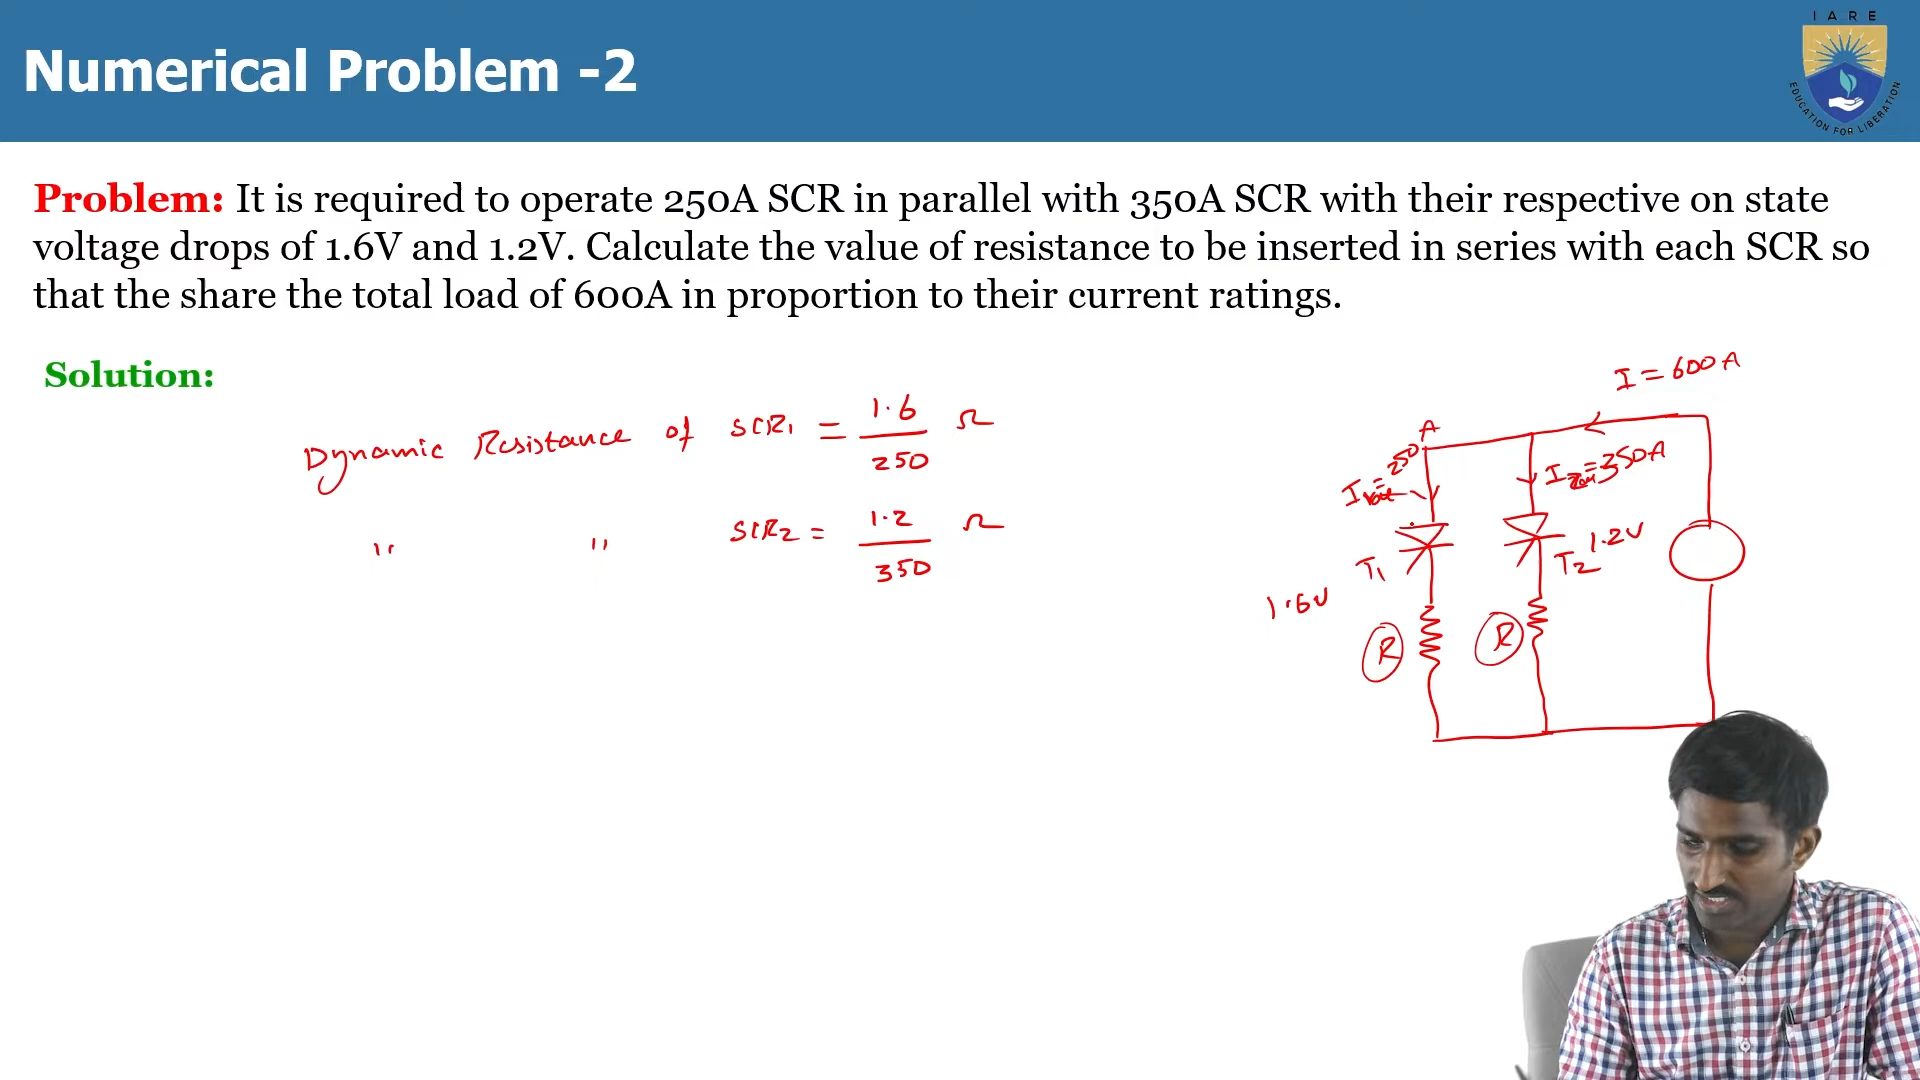 IARE
EDUCATION FOR LIBERATION
Numerical Problem -2
Problem: It is required to operate 250A SCR in parallel with 350A SCR with their respective on state
voltage drops of 1.6V and 1.2V. Calculate the value of resistance to be inserted in series with each SCR so
that the share the total load of 600A in proportion to their current ratings.
Solution:
Dynamic Resistance of SCR1 = 1.6 / 250 Ω
" " SCR2 = 1.2 / 350 Ω
I = 600A
A
250
I2 = 350A
T1
T2
1.2V
1.6V
R
R